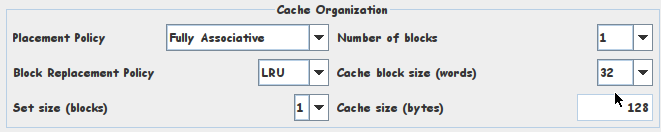 Cache Organization
Placement Policy Fully Associative Number of blocks 1
Block Replacement Policy LRU Cache block size (words) 32
Set size (blocks) 1 Cache size (bytes) 128